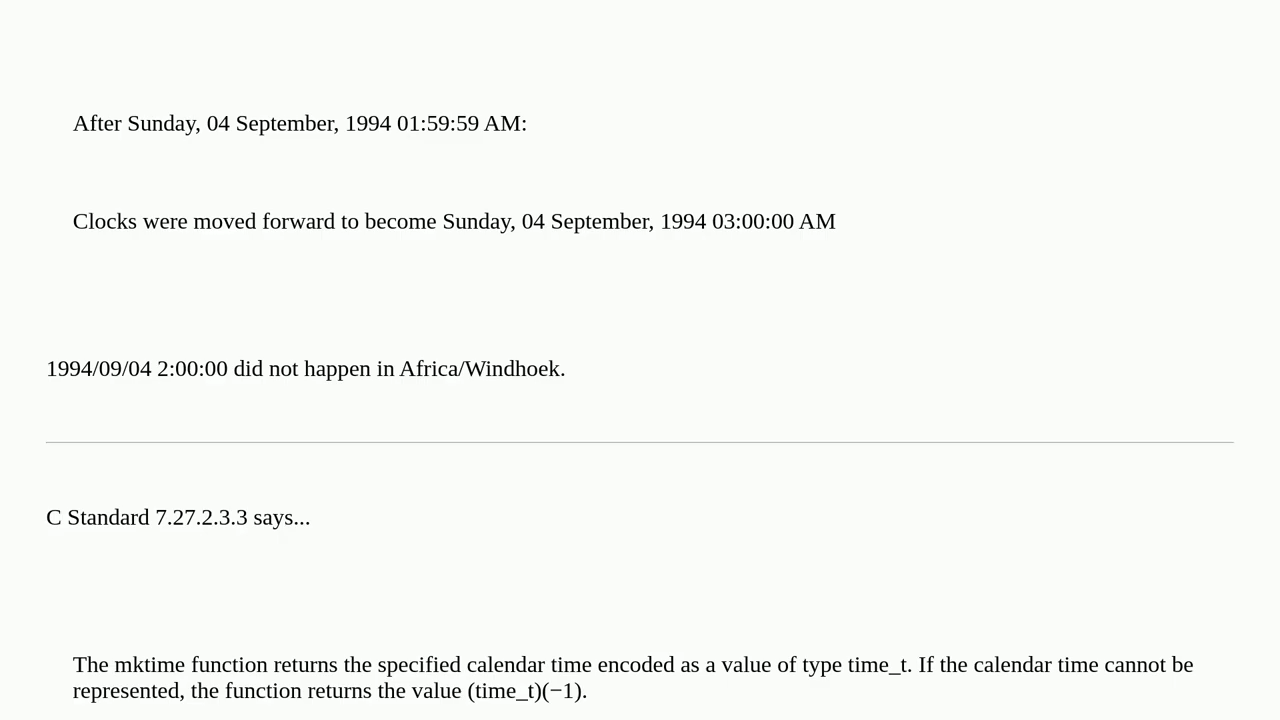 After Sunday, 04 September, 1994 01:59:59 AM:
Clocks were moved forward to become Sunday, 04 September, 1994 03:00:00 AM
1994/09/04 2:00:00 did not happen in Africa/Windhoek.
C Standard 7.27.2.3.3 says...
The mktime function returns the specified calendar time encoded as a value of type time_t. If the calendar time cannot be
represented, the function returns the value (time_t)(−1).